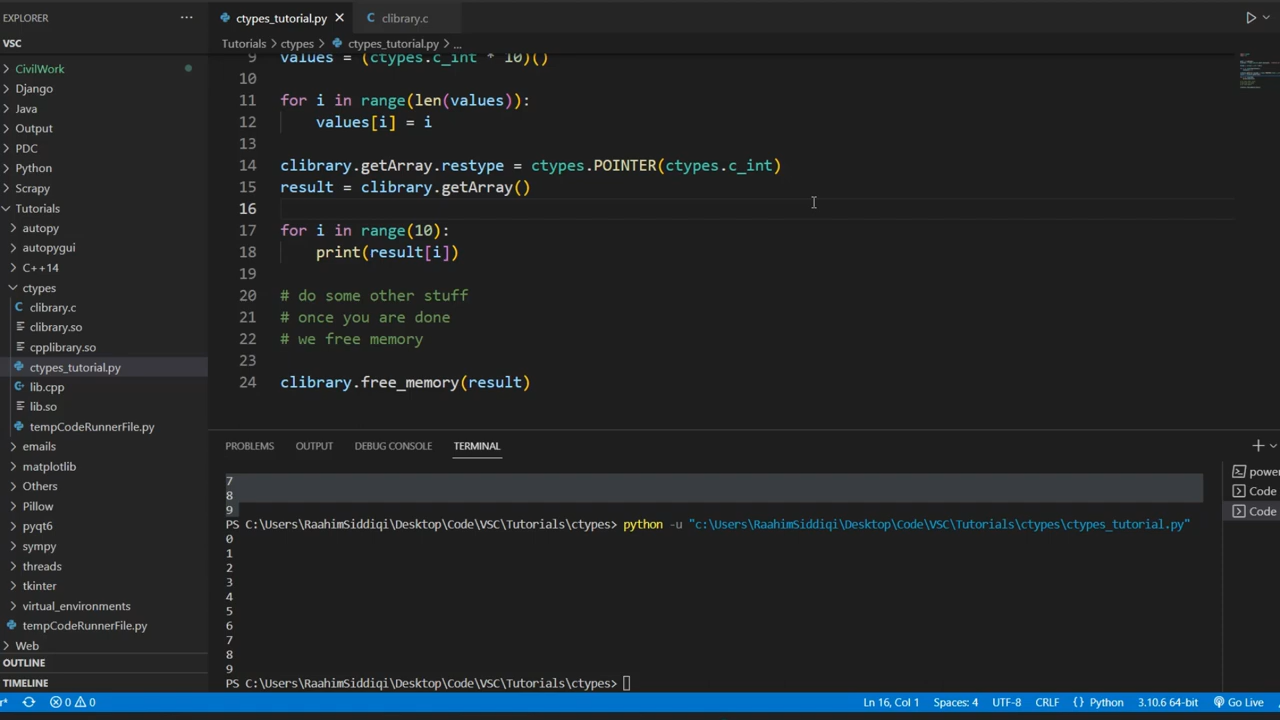 EXPLORER
...
ctypes_tutorial.py
clibrary.c
VSC
Tutorials > ctypes > ctypes_tutorial.py > ...
CivilWork
Django
Java
Output
PDC
Python
Scrapy
Tutorials
autopy
autopygui
C++14
ctypes
C clibrary.c
clibrary.so
cpplibrary.so
ctypes_tutorial.py
lib.cpp
lib.so
tempCodeRunnerFile.py
emails
matplotlib
Others
Pillow
pyqt6
sympy
threads
tkinter
virtual_environments
tempCodeRunnerFile.py
Web
OUTLINE
TIMELINE
9 values = (ctypes.c_int * 10)()
10
11 for i in range(len(values)):
12 values[i] = i
13
14 clibrary.getArray.restype = ctypes.POINTER(ctypes.c_int)
15 result = clibrary.getArray()
16
17 for i in range(10):
18 print(result[i])
19
20 # do some other stuff
21 # once you are done
22 # we free memory
23
24 clibrary.free_memory(result)
PROBLEMS OUTPUT DEBUG CONSOLE TERMINAL
7
8
9
PS C:\Users\RaahimSiddiqi\Desktop\Code\VSC\Tutorials\ctypes> python -u "c:\Users\RaahimSiddiqi\Desktop\Code\VSC\Tutorials\ctypes\ctypes_tutorial.py"
0
1
2
3
4
5
6
7
8
9
PS C:\Users\RaahimSiddiqi\Desktop\Code\VSC\Tutorials\ctypes>
power
Code
Code
0 0 Ln 16, Col 1 Spaces: 4 UTF-8 CRLF {} Python 3.10.6 64-bit Go Live